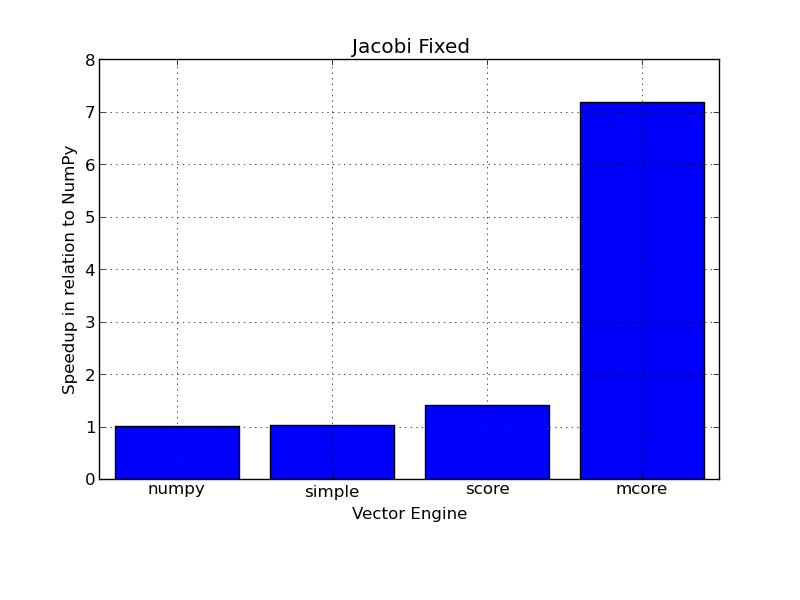 Jacobi Fixed
Speedup in relation to NumPy
8
7
6
5
4
3
2
1
0
numpy simple score mcore
Vector Engine